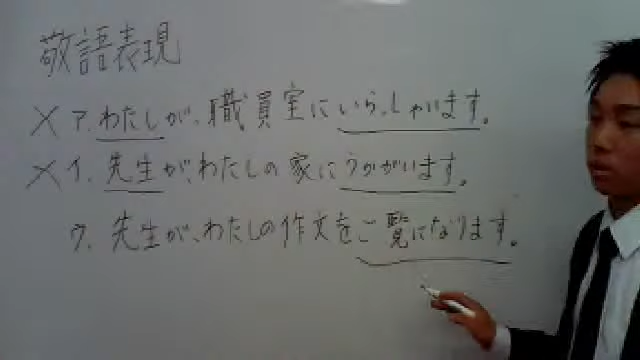 敬語表現
× ア.わたしが、職員室にいらっしゃいます。
× イ.先生が、わたしの家にうかがいます。
ウ.先生が、わたしの作文をご覧になります。